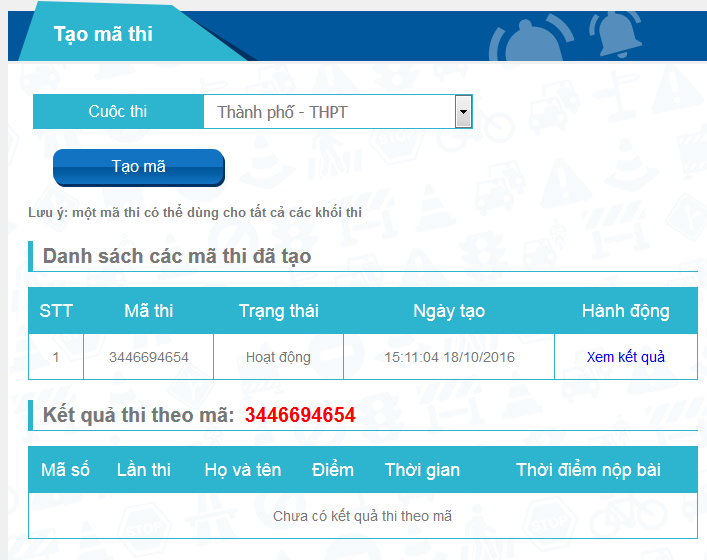 Tạo mã thi
Cuộc thi Thành phố - THPT
Tạo mã
Lưu ý: một mã thi có thể dùng cho tất cả các khối thi
Danh sách các mã thi đã tạo
STT Mã thi Trạng thái Ngày tạo Hành động
1 3446694654 Hoạt động 15:11:04 18/10/2016 Xem kết quả
Kết quả thi theo mã: 3446694654
Mã số Lần thi Họ và tên Điểm Thời gian Thời điểm nộp bài
Chưa có kết quả thi theo mã